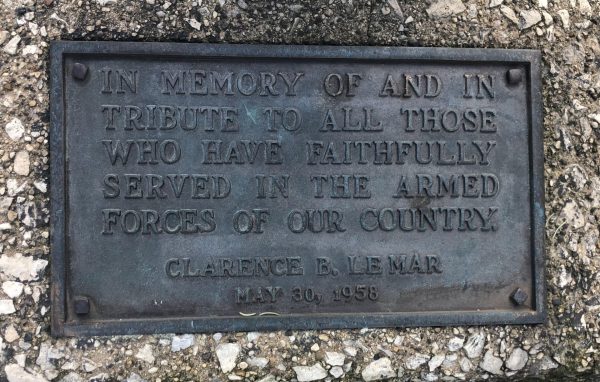 IN MEMORY OF AND IN
TRIBUTE TO ALL THOSE
WHO HAVE FAITHFULLY
SERVED IN THE ARMED
FORCES OF OUR COUNTRY.
CLARENCE B. LE MAR
MAY 30, 1958